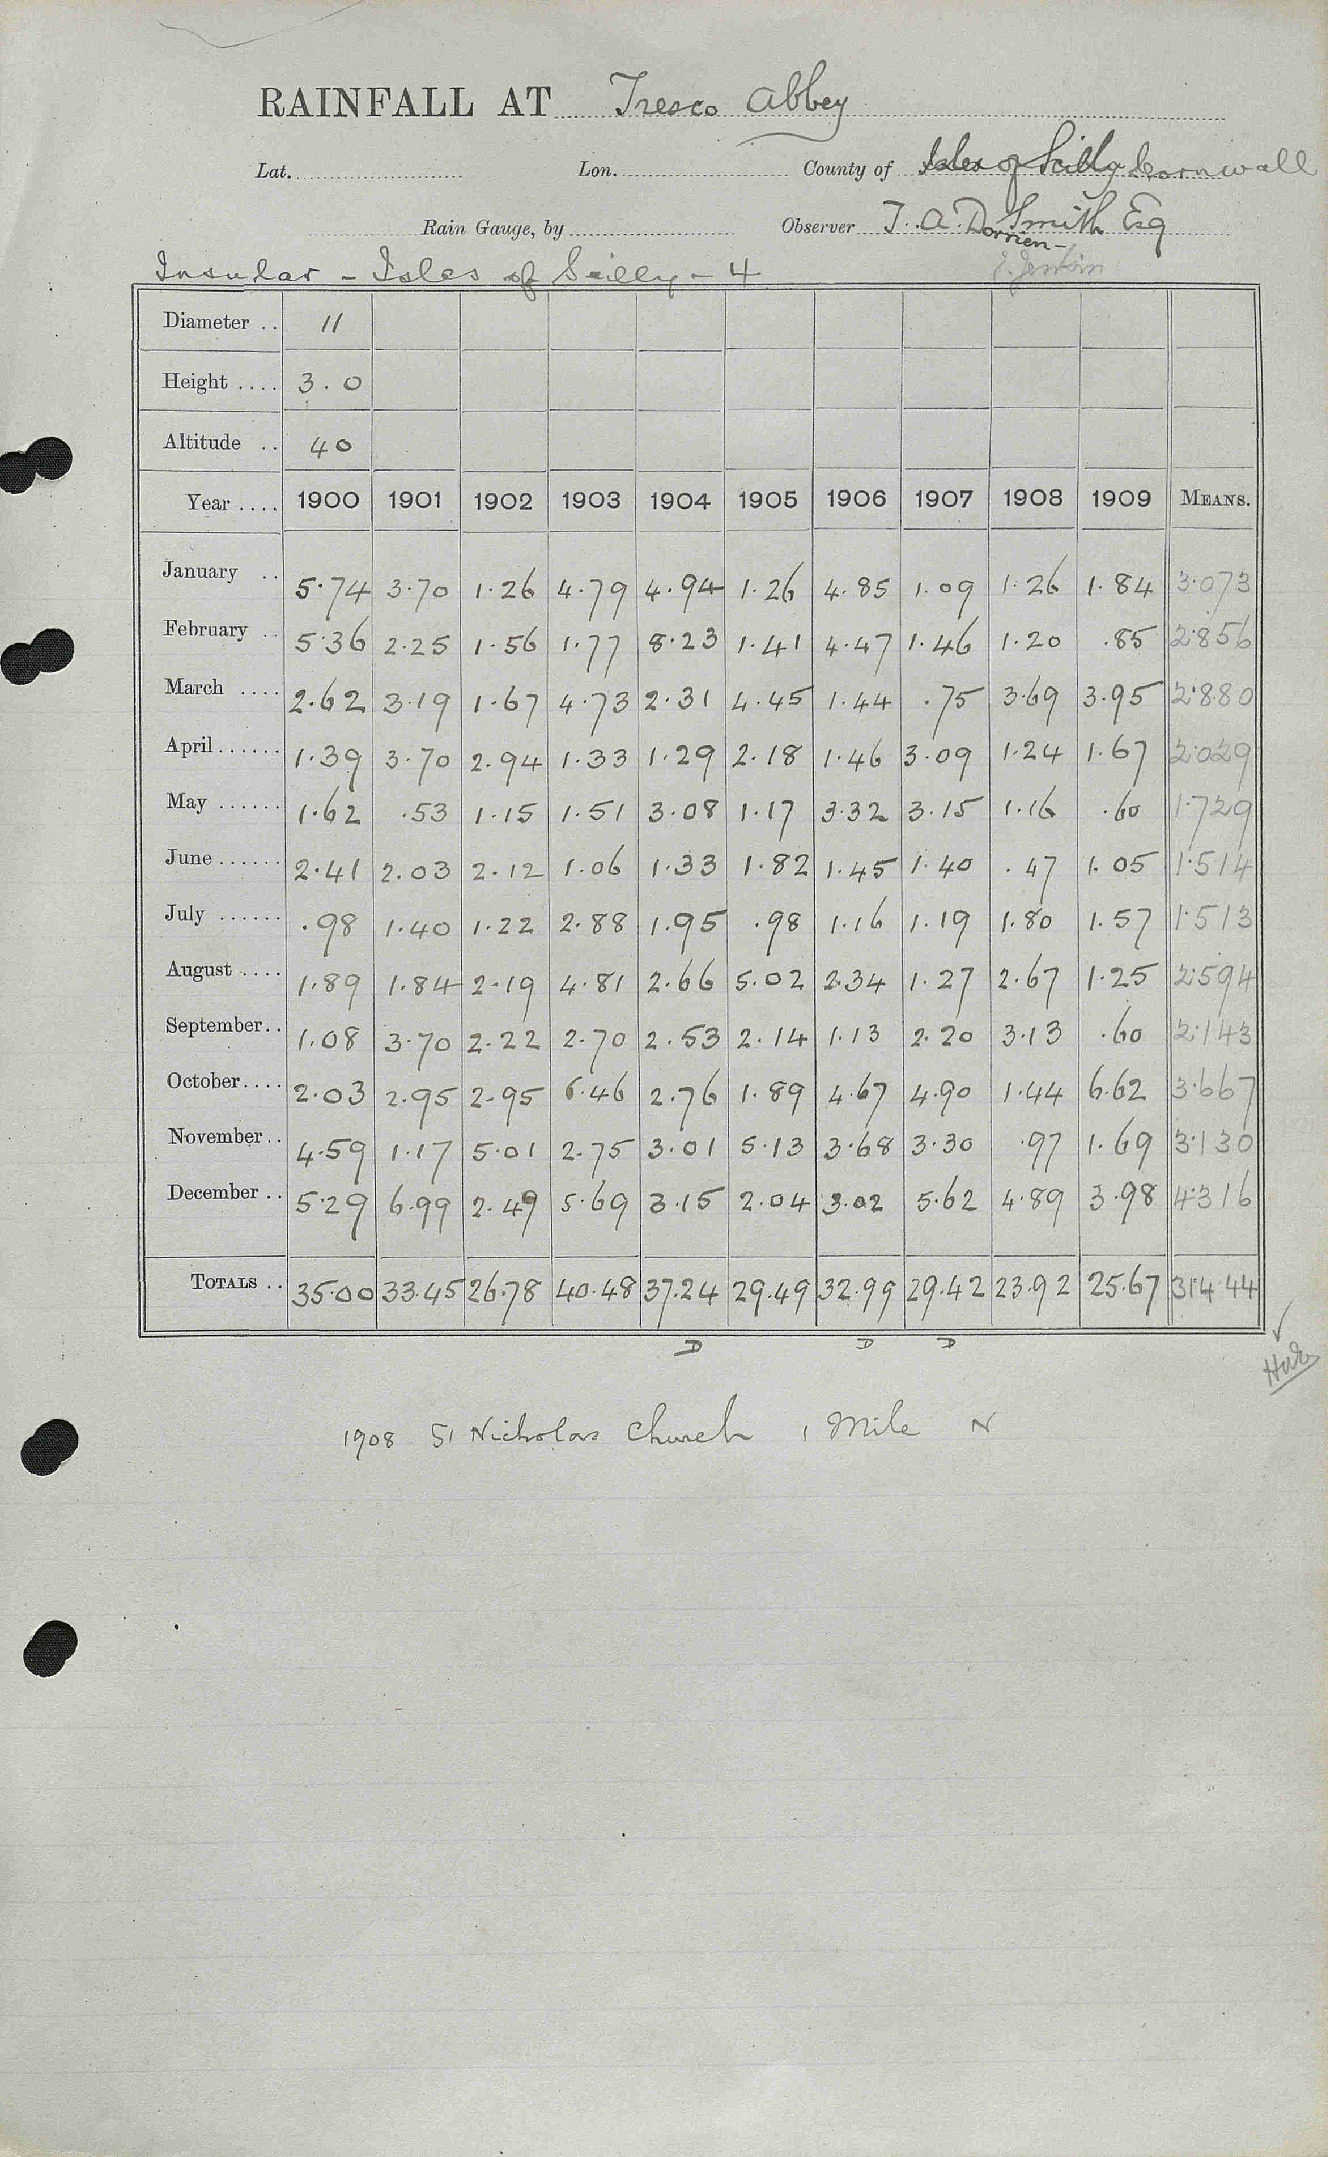 RAINFALL AT Tresco Abbey
Lat. Lon. County of Isles of Scilly Cornwall
Rain Gauge, by Observer T. A. Dorrien-Smith Esq
Insular - Isles of Scilly - 4
Diameter .. 11
Height .... 3.0
Altitude .. 40
Year .... 1900 1901 1902 1903 1904 1905 1906 1907 1908 1909 MEANS.
January .. 5.74 3.70 1.26 4.79 4.94 1.26 4.85 1.09 1.26 1.84 3.073
February .. 5.36 2.25 1.56 1.77 8.23 1.41 4.47 1.46 1.20 .85 2.856
March .... 2.62 3.19 1.67 4.73 2.31 4.45 1.44 .75 3.69 3.95 2.880
April...... 1.39 3.70 2.94 1.33 1.29 2.18 1.46 3.09 1.24 1.67 2.029
May ...... 1.62 .53 1.15 1.51 3.08 1.17 3.32 3.15 1.16 .60 1.729
June...... 2.41 2.03 2.12 1.06 1.33 1.82 1.45 1.40 .47 1.05 1.514
July ...... .98 1.40 1.22 2.88 1.95 .98 1.16 1.19 1.80 1.57 1.513
August .... 1.89 1.84 2.19 4.81 2.66 5.02 2.34 1.27 2.67 1.25 2.594
September.. 1.08 3.70 2.22 2.70 2.53 2.14 1.13 2.20 3.13 .60 2.143
October.... 2.03 2.95 2.95 6.46 2.76 1.89 4.67 4.90 1.44 6.62 3.667
November.. 4.59 1.17 5.01 2.75 3.01 5.13 3.68 3.30 .97 1.69 3.130
December .. 5.29 6.99 2.49 5.69 3.15 2.04 3.02 5.62 4.89 3.98 4.316
TOTALS .. 35.00 33.45 26.78 40.48 37.24 29.49 32.99 29.42 23.92 25.67 314.44
D D D
1908 St Nicholas Church 1 Mile N